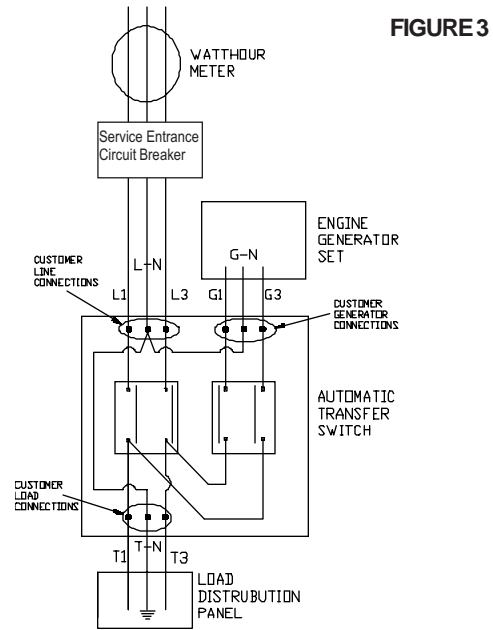 FIGURE 3
WATTHOUR
METER
Service Entrance
Circuit Breaker
ENGINE
GENERATOR
SET
G-N
L-N
CUSTOMER
LINE
CONNECTIONS
L1
L3
G1
G3
CUSTOMER
GENERATOR
CONNECTIONS
AUTOMATIC
TRANSFER
SWITCH
CUSTOMER
LOAD
CONNECTIONS
T-N
T1
T3
LOAD
DISTRUBUTION
PANEL